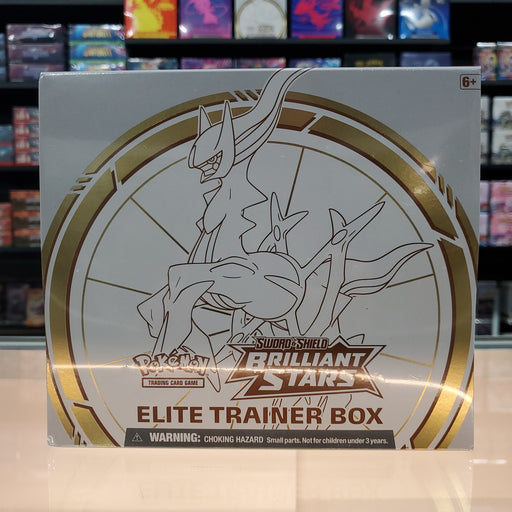 6+
Pokémon
TRADING CARD GAME
SWORD & SHIELD
BRILLIANT
STARS
ELITE TRAINER BOX
WARNING: CHOKING HAZARD Small parts. Not for children under 3 years.